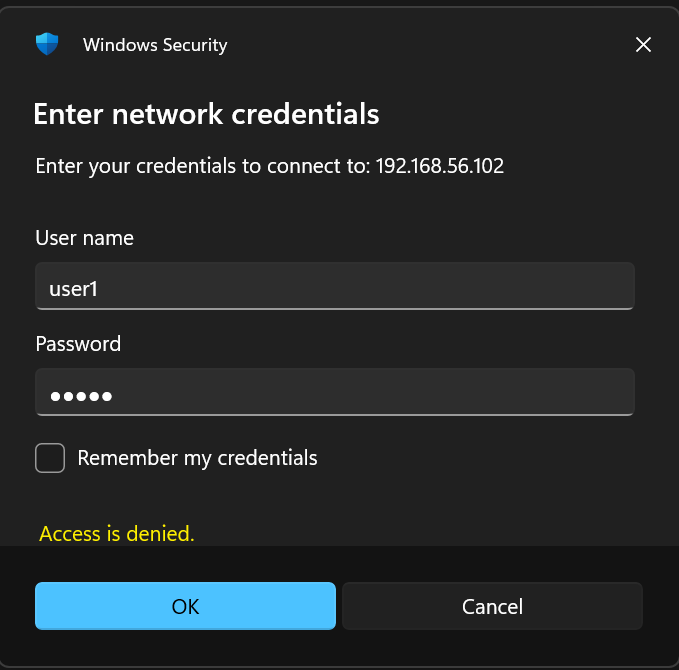 Windows Security
Enter network credentials
Enter your credentials to connect to: 192.168.56.102
User name
user1
Password
●●●●●
Remember my credentials
Access is denied.
OK
Cancel